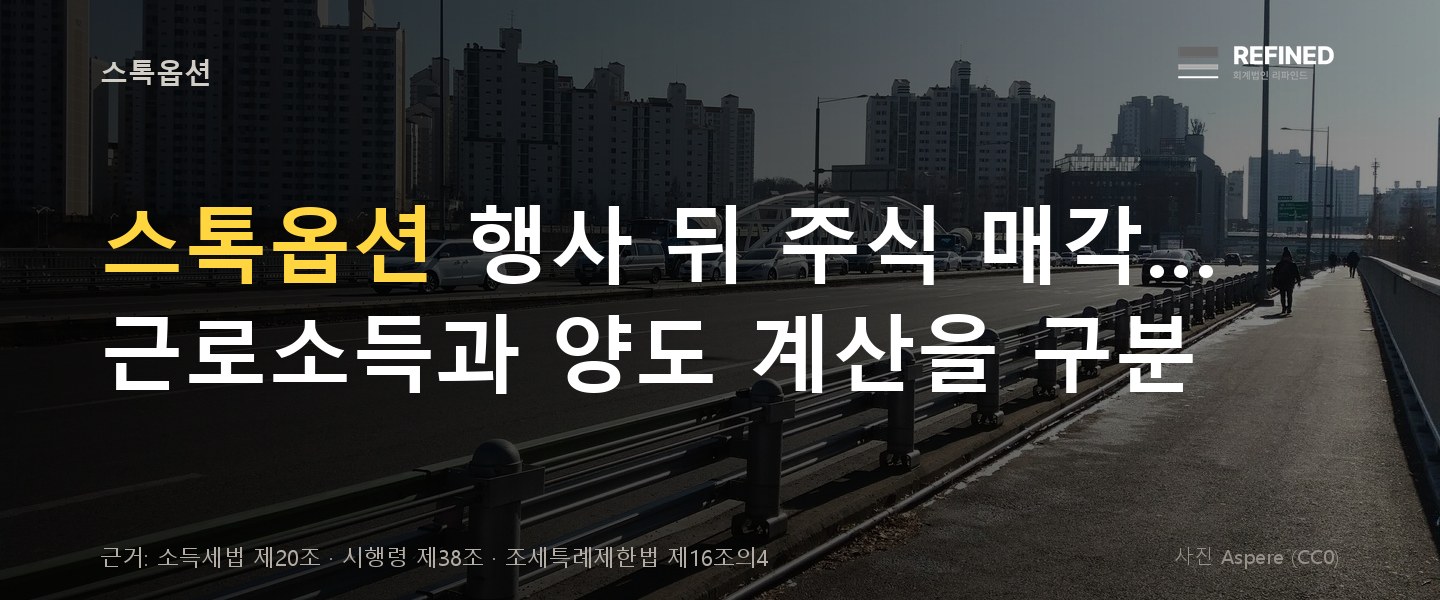 스톡옵션
REFINED
회계법인 리파인드
스톡옵션 행사 뒤 주식 매각...
근로소득과 양도 계산을 구분
근거: 소득세법 제20조 · 시행령 제38조 · 조세특례제한법 제16조의4
사진 Aspere (CC0)